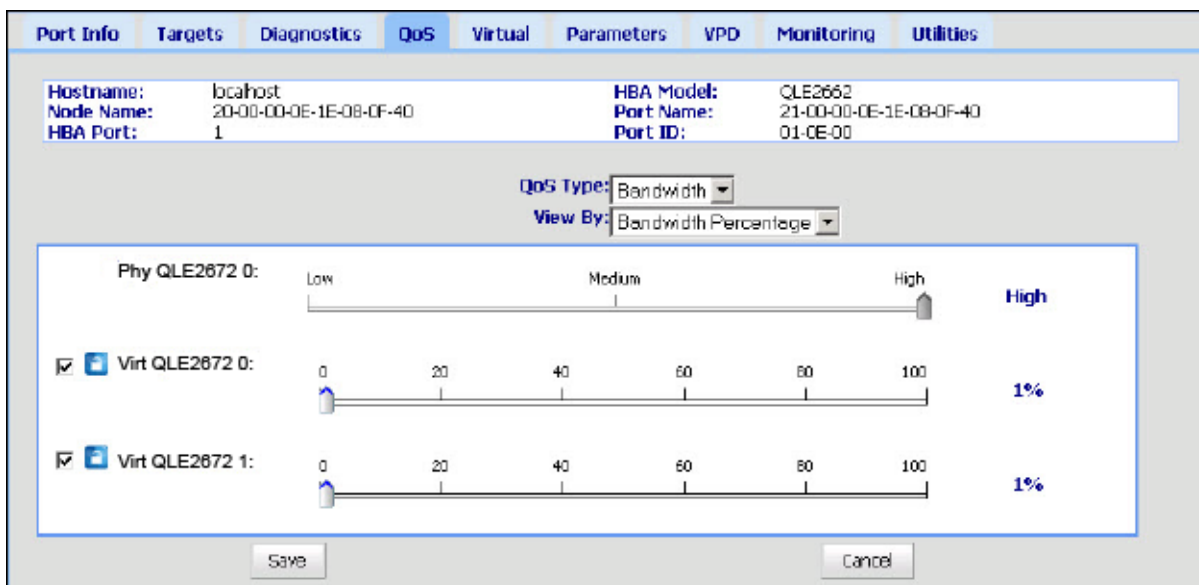 Port Info Targets Diagnostics QoS Virtual Parameters VPD Monitoring Utilities
Hostname: localhost HBA Model: QLE2662
Node Name: 20-00-00-0E-1E-08-0F-40 Port Name: 21-00-00-0E-1E-08-0F-40
HBA Port: 1 Port ID: 01-0E-00
QoS Type: Bandwidth
View By: Bandwidth Percentage
Phy QLE2672 0: Low Medium High High
Virt QLE2672 0: 0 20 40 60 80 100 1%
Virt QLE2672 1: 0 20 40 60 80 100 1%
Save Cancel